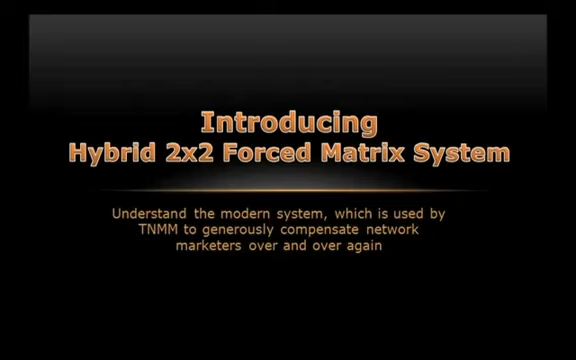 Introducing
Hybrid 2x2 Forced Matrix System
Understand the modern system, which is used by
TNMM to generously compensate network
marketers over and over again